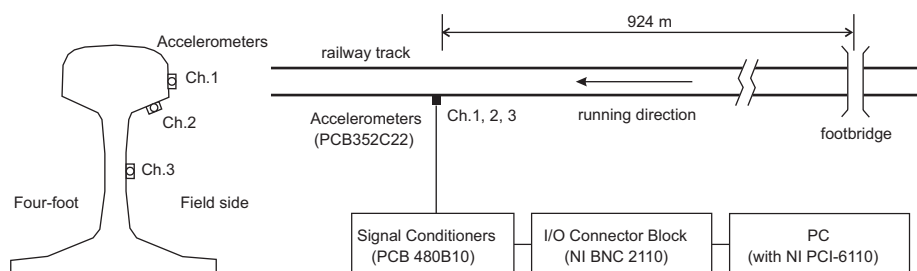 Accelerometers
Ch.1
Ch.2
Ch.3
Four-foot
Field side
924 m
railway track
Accelerometers
(PCB352C22)
Ch.1, 2, 3
running direction
footbridge
Signal Conditioners
(PCB 480B10)
I/O Connector Block
(NI BNC 2110)
PC
(with NI PCI-6110)